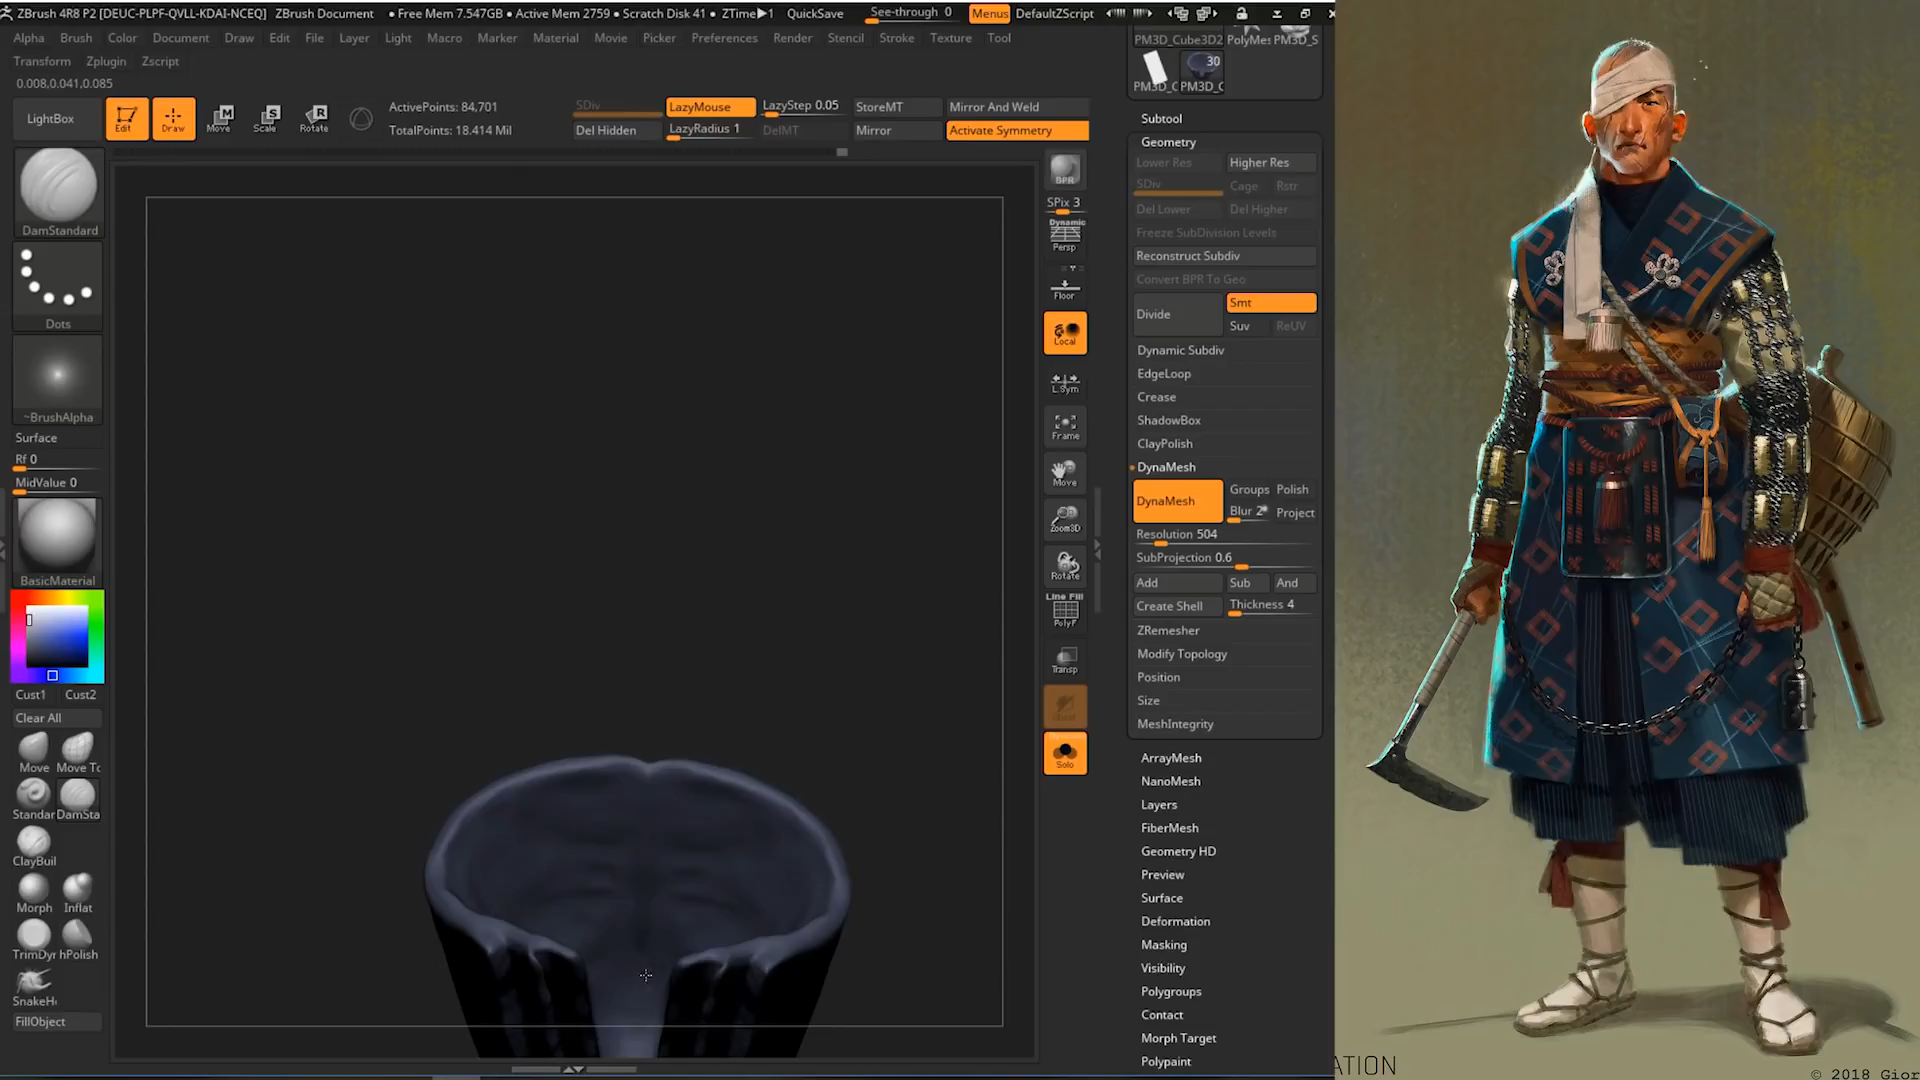 ZBrush 4R8 P2 [DEUC-PLPF-QVLL-KDAI-NCEQ] ZBrush Document • Free Mem 7.547GB • Active Mem 2759 • Scratch Disk 41 • ZTime▶1 QuickSave See-through 0 Menus DefaultZScript
Alpha Brush Color Document Draw Edit File Layer Light Macro Marker Material Movie Picker Preferences Render Stencil Stroke Texture Tool
Transform Zplugin Zscript
0.008,0.041,0.085
LightBox
Edit
Draw
Move
Scale
Rotate
ActivePoints: 84,701
TotalPoints: 18.414 Mil
SDiv
Del Hidden
LazyMouse
LazyRadius 1
LazyStep 0.05
DelMT
StoreMT
Mirror
Mirror And Weld
Activate Symmetry
DamStandard
Dots
~BrushAlpha
Surface
Rf 0
MidValue 0
BasicMaterial
Cust1 Cust2
Clear All
Move Move Tc
Standar DamSta
ClayBuil
Morph Inflat
TrimDyr hPolish
SnakeHo
FillObject
BPR
SPix 3
Dynamic
Persp
Floor
Local
L.Sym
Frame
Move
Zoom3D
Rotate
Line Fill
PolyF
Transp
Solo
PM3D_Cube3D2 PolyMes PM3D_S
30
PM3D_C PM3D_C
Subtool
Geometry
Lower Res Higher Res
SDiv Cage Rstr
Del Lower Del Higher
Freeze SubDivision Levels
Reconstruct Subdiv
Convert BPR To Geo
Divide
Smt
Suv ReUV
Dynamic Subdiv
EdgeLoop
Crease
ShadowBox
ClayPolish
DynaMesh
DynaMesh
Groups Polish
Blur 2 Project
Resolution 504
SubProjection 0.6
Add Sub And
Create Shell Thickness 4
ZRemesher
Modify Topology
Position
Size
MeshIntegrity
ArrayMesh
NanoMesh
Layers
FiberMesh
Geometry HD
Preview
Surface
Deformation
Masking
Visibility
Polygroups
Contact
Morph Target
Polypaint
ATION
© 2018 Gior